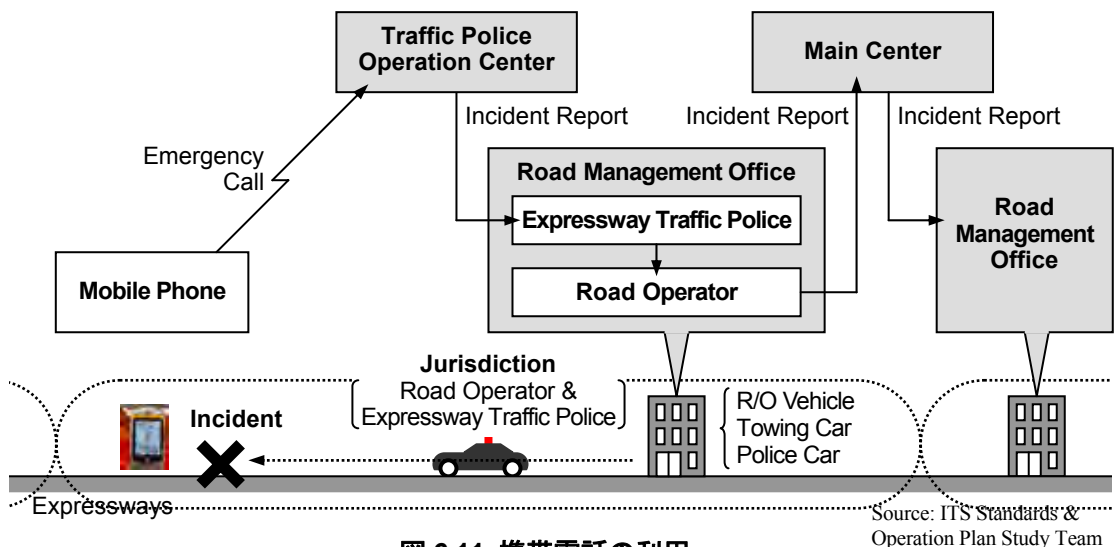 Traffic Police
Operation Center
Main Center
Incident Report
Incident Report
Incident Report
Emergency
Call
Road Management Office
Expressway Traffic Police
Road Operator
Road
Management
Office
Mobile Phone
Jurisdiction
Road Operator &
Expressway Traffic Police
Incident
R/O Vehicle
Towing Car
Police Car
Expressways
Source: ITS Standards &
Operation Plan Study Team